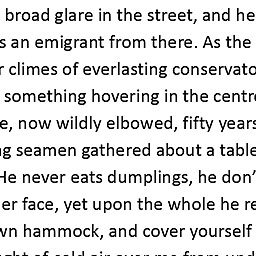 broad glare in the street, and he
s an emigrant from there. As the
climes of everlasting conservato
something hovering in the centr
e, now wildly elbowed, fifty years
ng seamen gathered about a table
He never eats dumplings, he don’
er face, yet upon the whole he re
wn hammock, and cover yourself